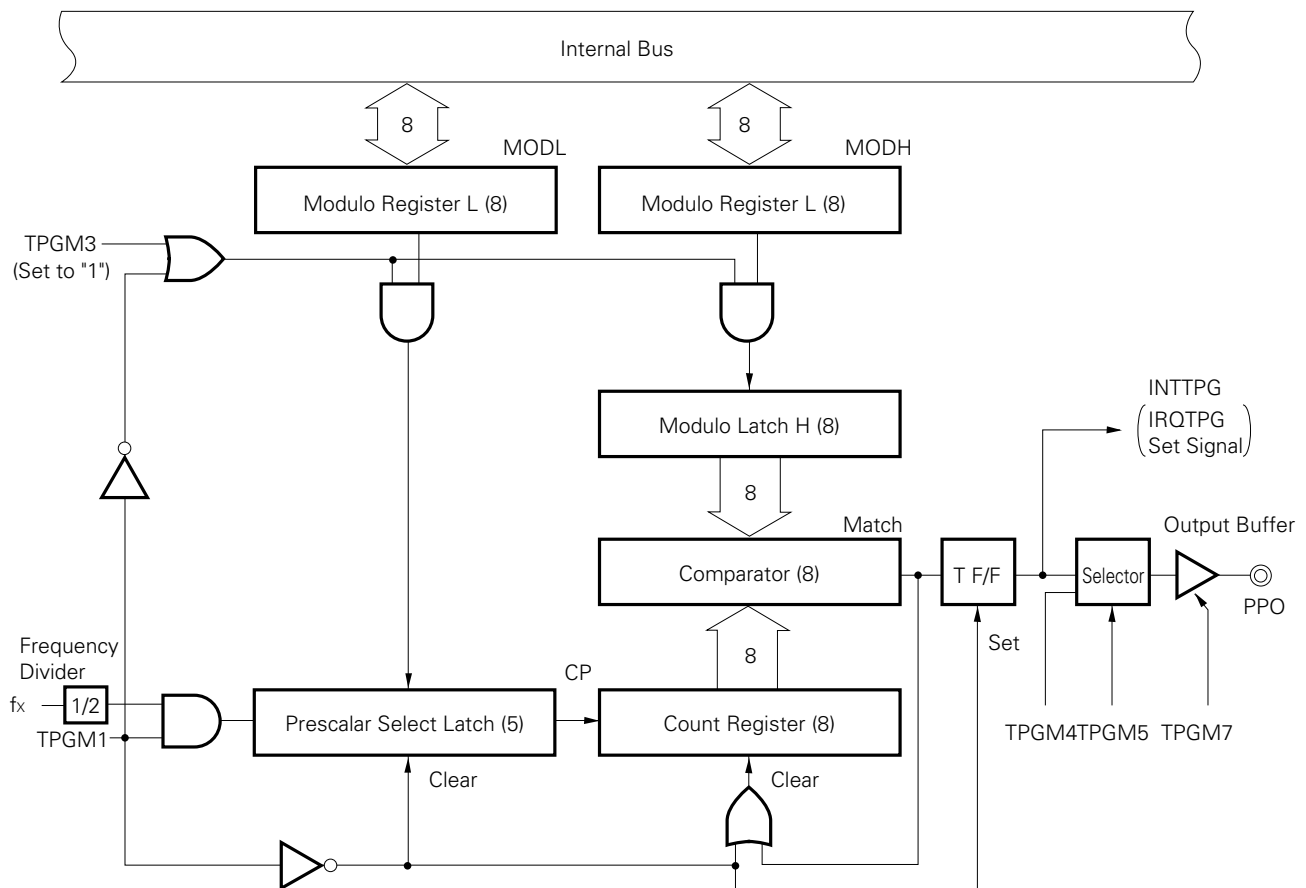 Internal Bus
8
8
MODL
MODH
Modulo Register L (8)
Modulo Register L (8)
TPGM3
(Set to "1")
INTTPG
IRQTPG
Set Signal
Modulo Latch H (8)
8
Match
Output Buffer
Comparator (8)
T F/F
Selector
PPO
Set
8
Frequency
Divider
CP
fX
1/2
Prescalar Select Latch (5)
Count Register (8)
TPGM1
TPGM4
TPGM5
TPGM7
Clear
Clear